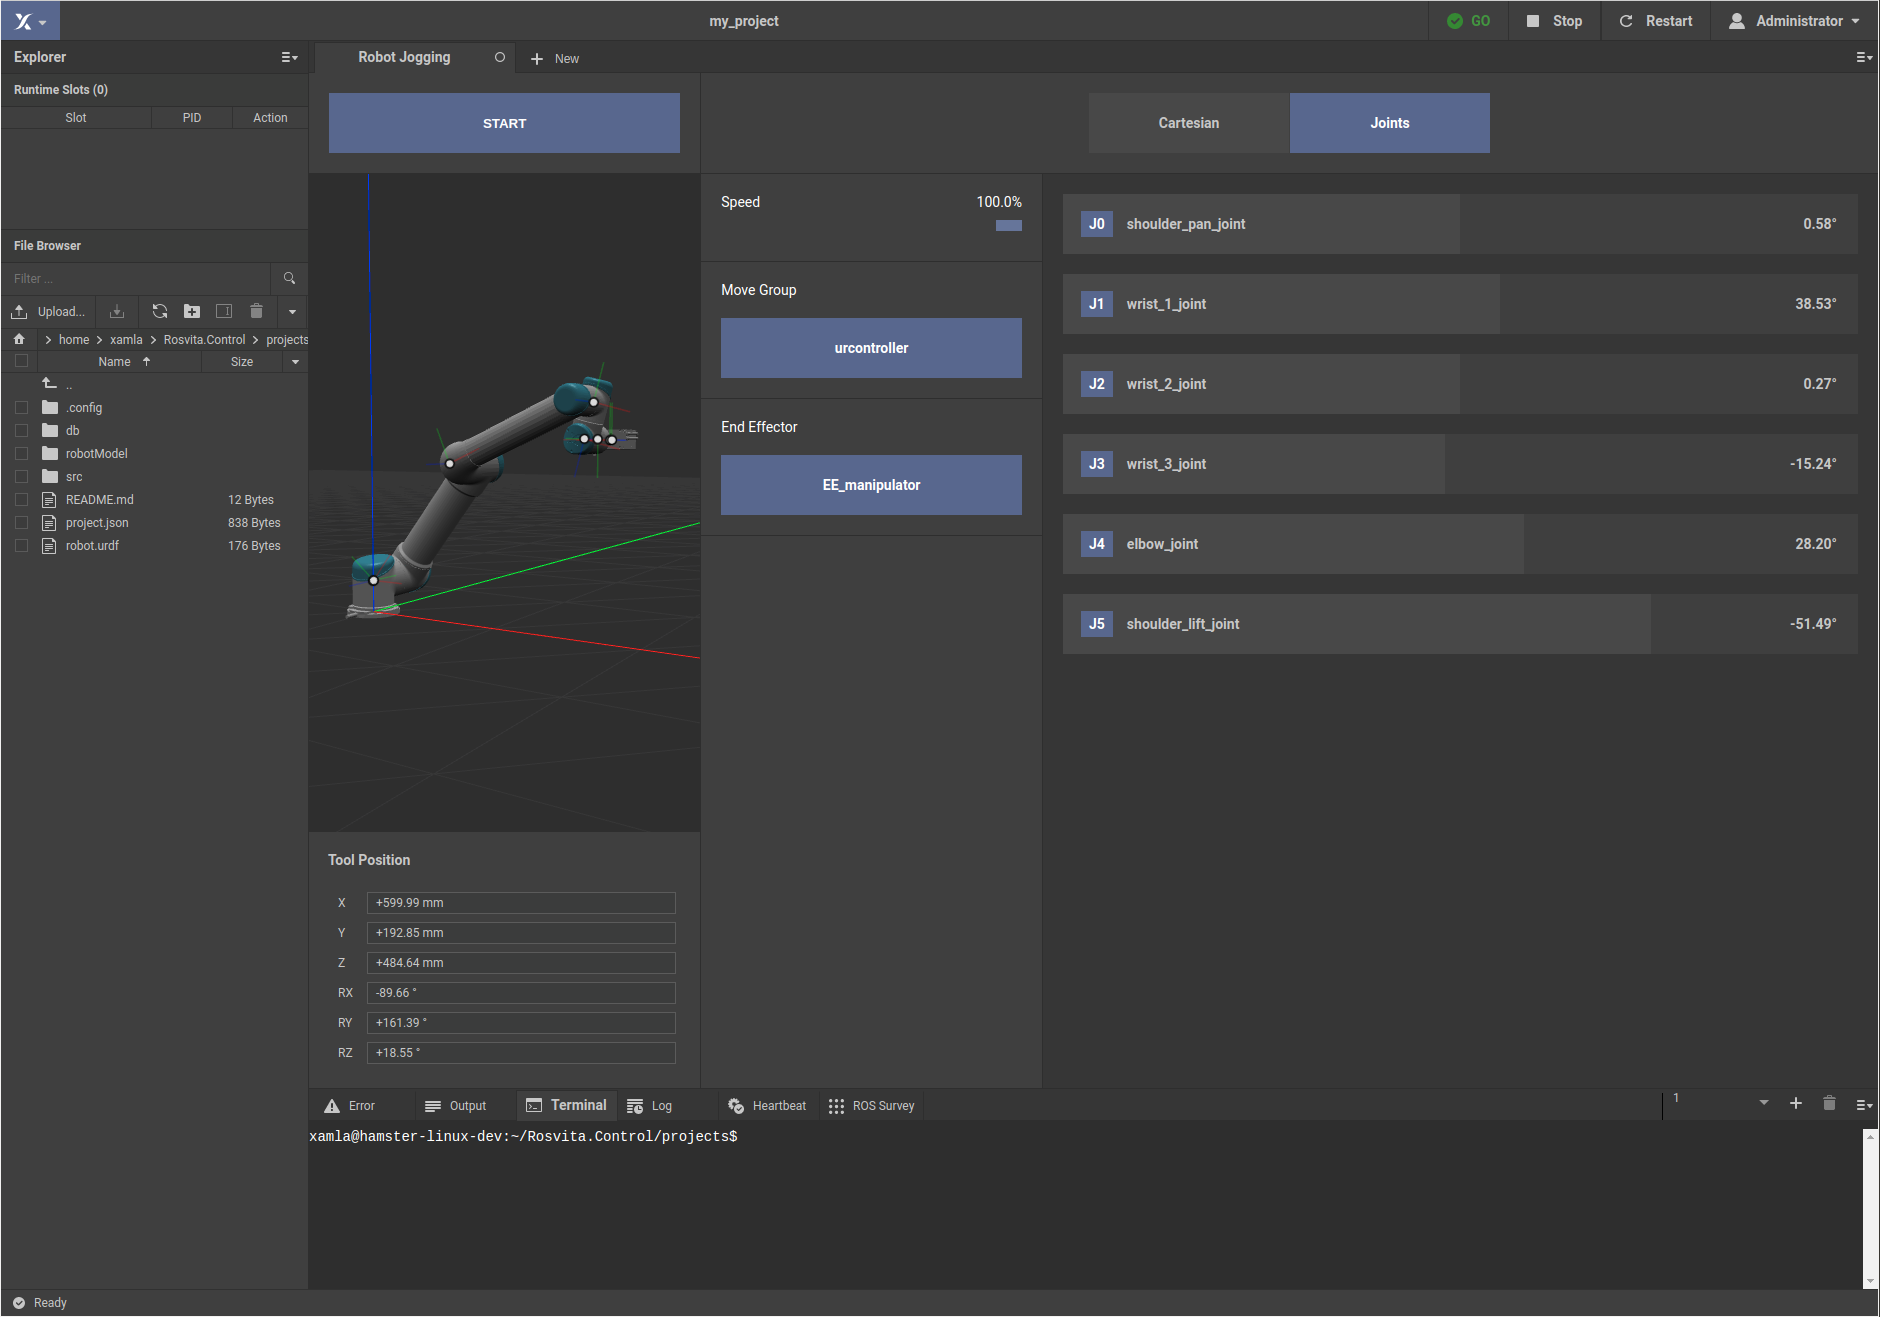 my_project
GO
Stop
Restart
Administrator
Explorer
Robot Jogging
New
Runtime Slots (0)
Slot PID Action
START
Cartesian
Joints
File Browser
Filter ...
Upload...
> home > xamla > Rosvita.Control > projects
Name Size
..
.config
db
robotModel
src
README.md 12 Bytes
project.json 838 Bytes
robot.urdf 176 Bytes
Speed 100.0%
Move Group
urcontroller
End Effector
EE_manipulator
J0 shoulder_pan_joint 0.58°
J1 wrist_1_joint 38.53°
J2 wrist_2_joint 0.27°
J3 wrist_3_joint -15.24°
J4 elbow_joint 28.20°
J5 shoulder_lift_joint -51.49°
Tool Position
X +599.99 mm
Y +192.85 mm
Z +484.64 mm
RX -89.66 °
RY +161.39 °
RZ +18.55 °
Error
Output
Terminal
Log
Heartbeat
ROS Survey
1
xamla@hamster-linux-dev:~/Rosvita.Control/projects$
Ready